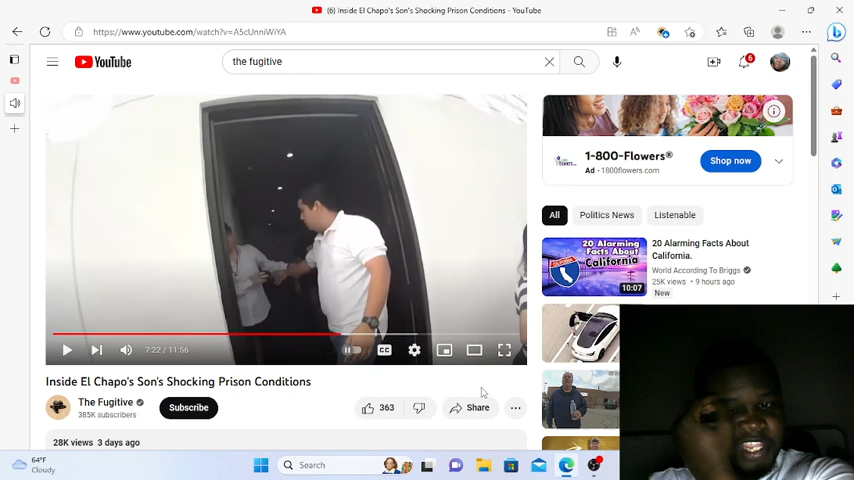 (6) Inside El Chapo's Son's Shocking Prison Conditions - YouTube
https://www.youtube.com/watch?v=A5cUnniWiYA
YouTube
the fugitive
6
1-800-Flowers®
Ad • 1800flowers.com
Shop now
All
Politics News
Listenable
20 Alarming
Facts About
California
CALIFORNIA
10:07
20 Alarming Facts About
California.
World According To Briggs
25K views • 9 hours ago
New
7:22 / 11:56
CC
Inside El Chapo's Son's Shocking Prison Conditions
The Fugitive
385K subscribers
Subscribe
363
Share
28K views 3 days ago
64°F
Cloudy
Search